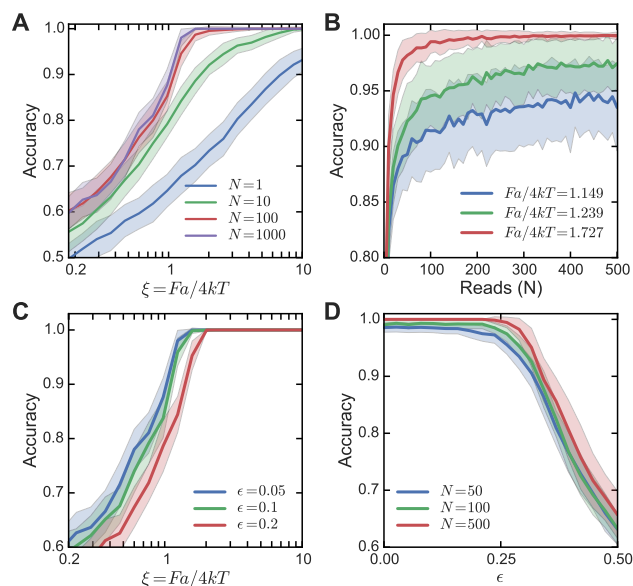 A
Accuracy
1.0
0.9
0.8
0.7
0.6
0.5
0.2
1
10
ξ=Fa/4kT
N=1
N=10
N=100
N=1000
B
Accuracy
1.00
0.95
0.90
0.85
0.80
0
100
200
300
400
500
Reads (N)
Fa/4kT=1.149
Fa/4kT=1.239
Fa/4kT=1.727
C
Accuracy
1.0
0.9
0.8
0.7
0.6
0.2
1
10
ξ=Fa/4kT
ϵ=0.05
ϵ=0.1
ϵ=0.2
D
Accuracy
1.0
0.9
0.8
0.7
0.6
0.00
0.25
0.50
ϵ
N=50
N=100
N=500